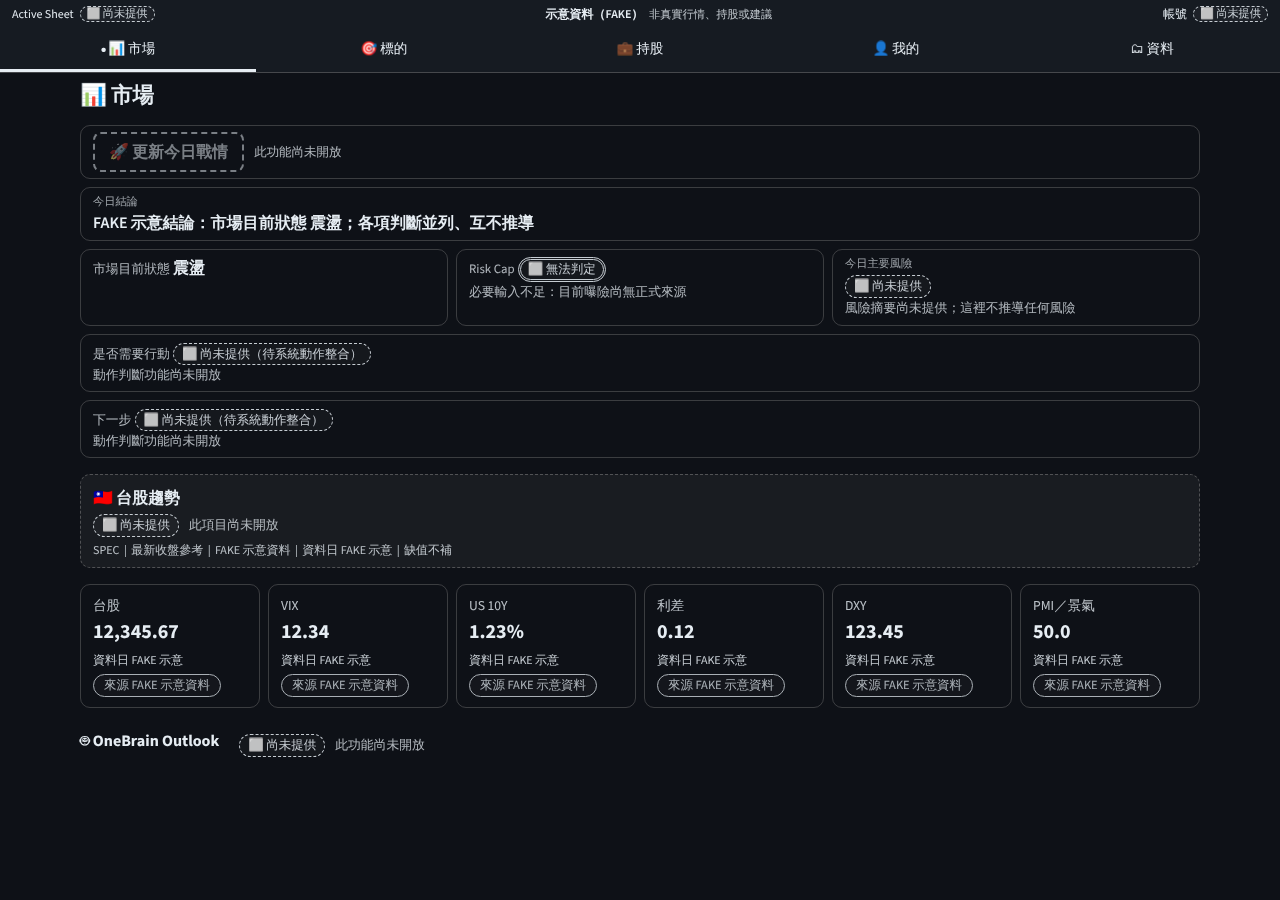 Active Sheet ⬜ 尚未提供 示意資料（FAKE） 非真實行情、持股或建議 帳號 ⬜ 尚未提供
• 📊 市場 🎯 標的 💼 持股 👤 我的 🗂 資料
📊 市場
🚀 更新今日戰情 此功能尚未開放
今日結論
FAKE 示意結論：市場目前狀態 震盪；各項判斷並列、互不推導
市場目前狀態 震盪
Risk Cap ⬜ 無法判定
必要輸入不足：目前曝險尚無正式來源
今日主要風險
⬜ 尚未提供
風險摘要尚未提供；這裡不推導任何風險
是否需要行動 ⬜ 尚未提供（待系統動作整合）
動作判斷功能尚未開放
下一步 ⬜ 尚未提供（待系統動作整合）
動作判斷功能尚未開放
🇹🇼 台股趨勢
⬜ 尚未提供 此項目尚未開放
SPEC｜最新收盤參考｜FAKE 示意資料｜資料日 FAKE 示意｜缺值不補
台股
12,345.67
資料日 FAKE 示意
來源 FAKE 示意資料
VIX
12.34
資料日 FAKE 示意
來源 FAKE 示意資料
US 10Y
1.23%
資料日 FAKE 示意
來源 FAKE 示意資料
利差
0.12
資料日 FAKE 示意
來源 FAKE 示意資料
DXY
123.45
資料日 FAKE 示意
來源 FAKE 示意資料
PMI／景氣
50.0
資料日 FAKE 示意
來源 FAKE 示意資料
OneBrain Outlook ⬜ 尚未提供 此功能尚未開放